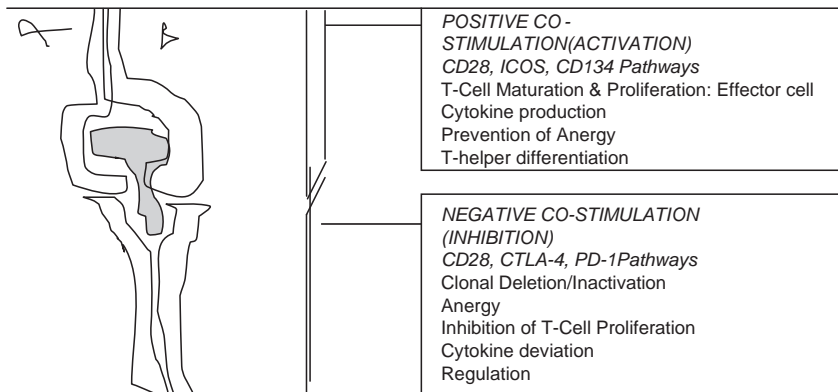 POSITIVE CO -
STIMULATION(ACTIVATION)
CD28, ICOS, CD134 Pathways
T-Cell Maturation & Proliferation: Effector cell
Cytokine production
Prevention of Anergy
T-helper differentiation
NEGATIVE CO-STIMULATION
(INHIBITION)
CD28, CTLA-4, PD-1Pathways
Clonal Deletion/Inactivation
Anergy
Inhibition of T-Cell Proliferation
Cytokine deviation
Regulation